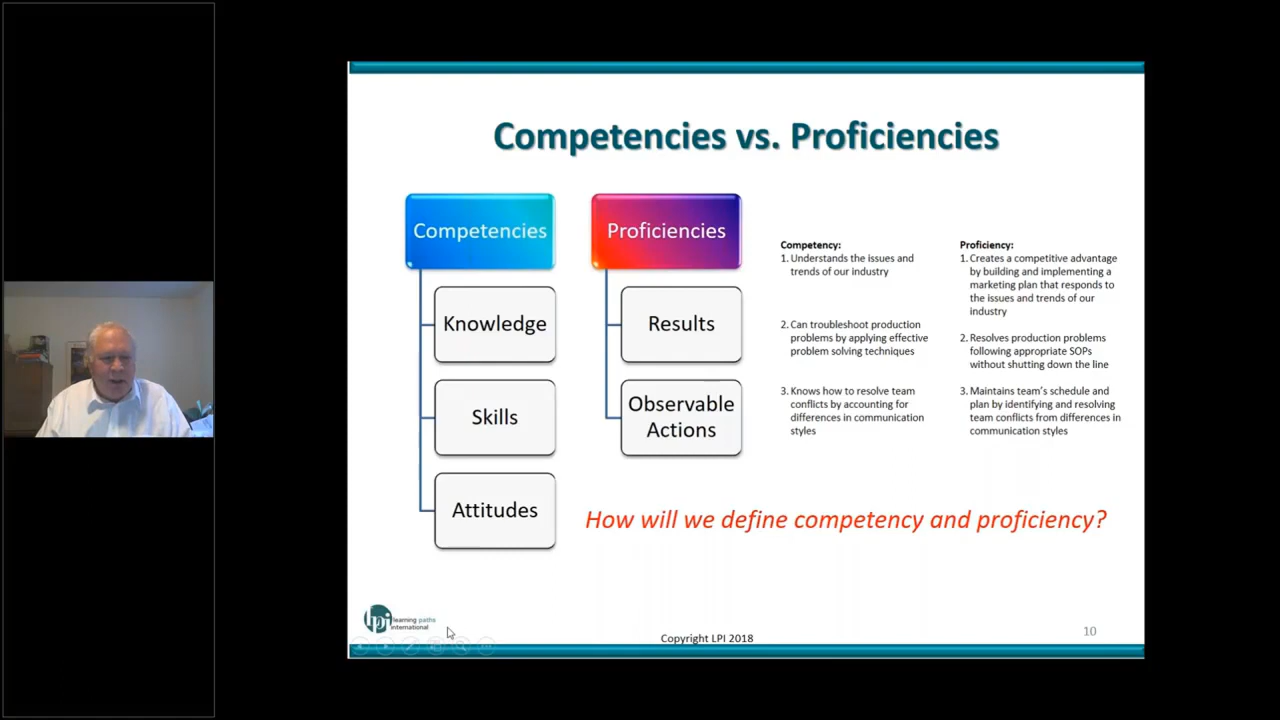 Competencies vs. Proficiencies
Competencies
Knowledge
Skills
Attitudes
Proficiencies
Results
Observable
Actions
Competency:
1. Understands the issues and
trends of our industry
2. Can troubleshoot production
problems by applying effective
problem solving techniques
3. Knows how to resolve team
conflicts by accounting for
differences in communication
styles
Proficiency:
1. Creates a competitive advantage
by building and implementing a
marketing plan that responds to
the issues and trends of our
industry
2. Resolves production problems
following appropriate SOPs
without shutting down the line
3. Maintains team's schedule and
plan by identifying and resolving
team conflicts from differences in
communication styles
How will we define competency and proficiency?
lpi learning paths
international
Copyright LPI 2018
10